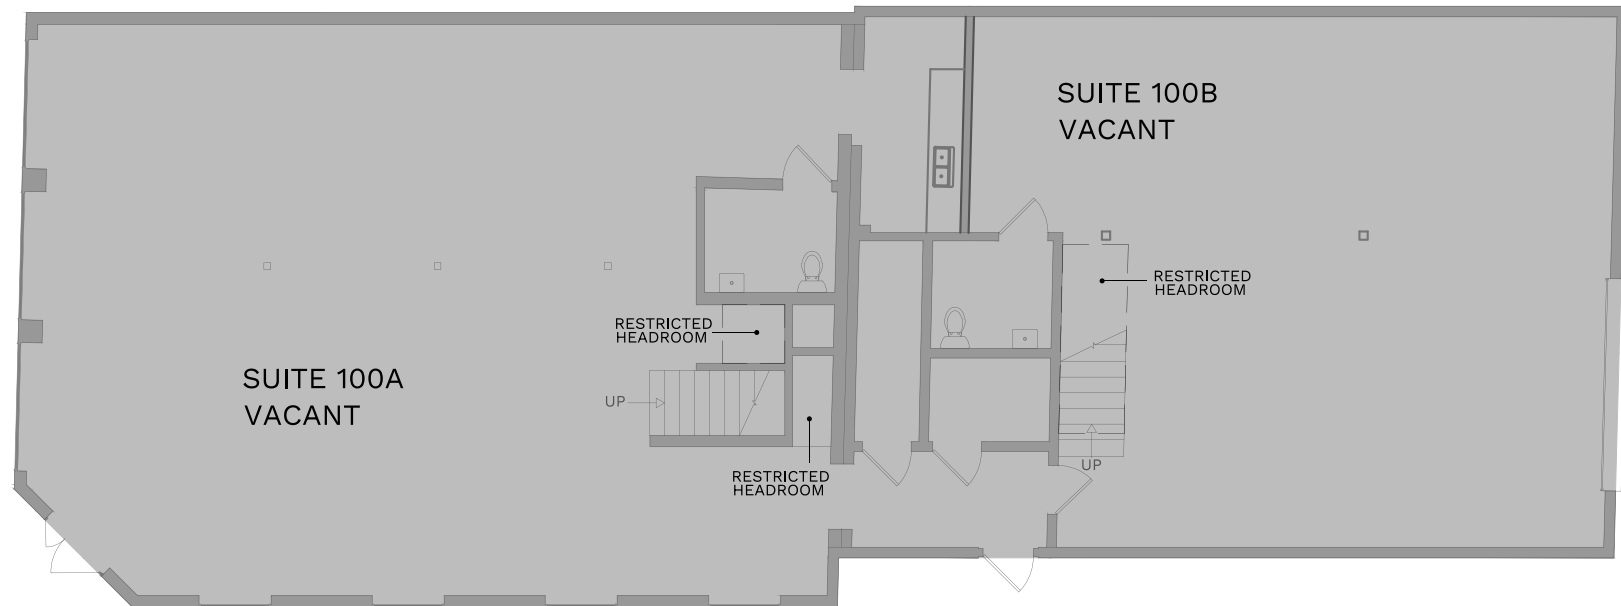 SUITE 100B
VACANT
RESTRICTED
HEADROOM
RESTRICTED
HEADROOM
SUITE 100A
VACANT
UP
UP
RESTRICTED
HEADROOM